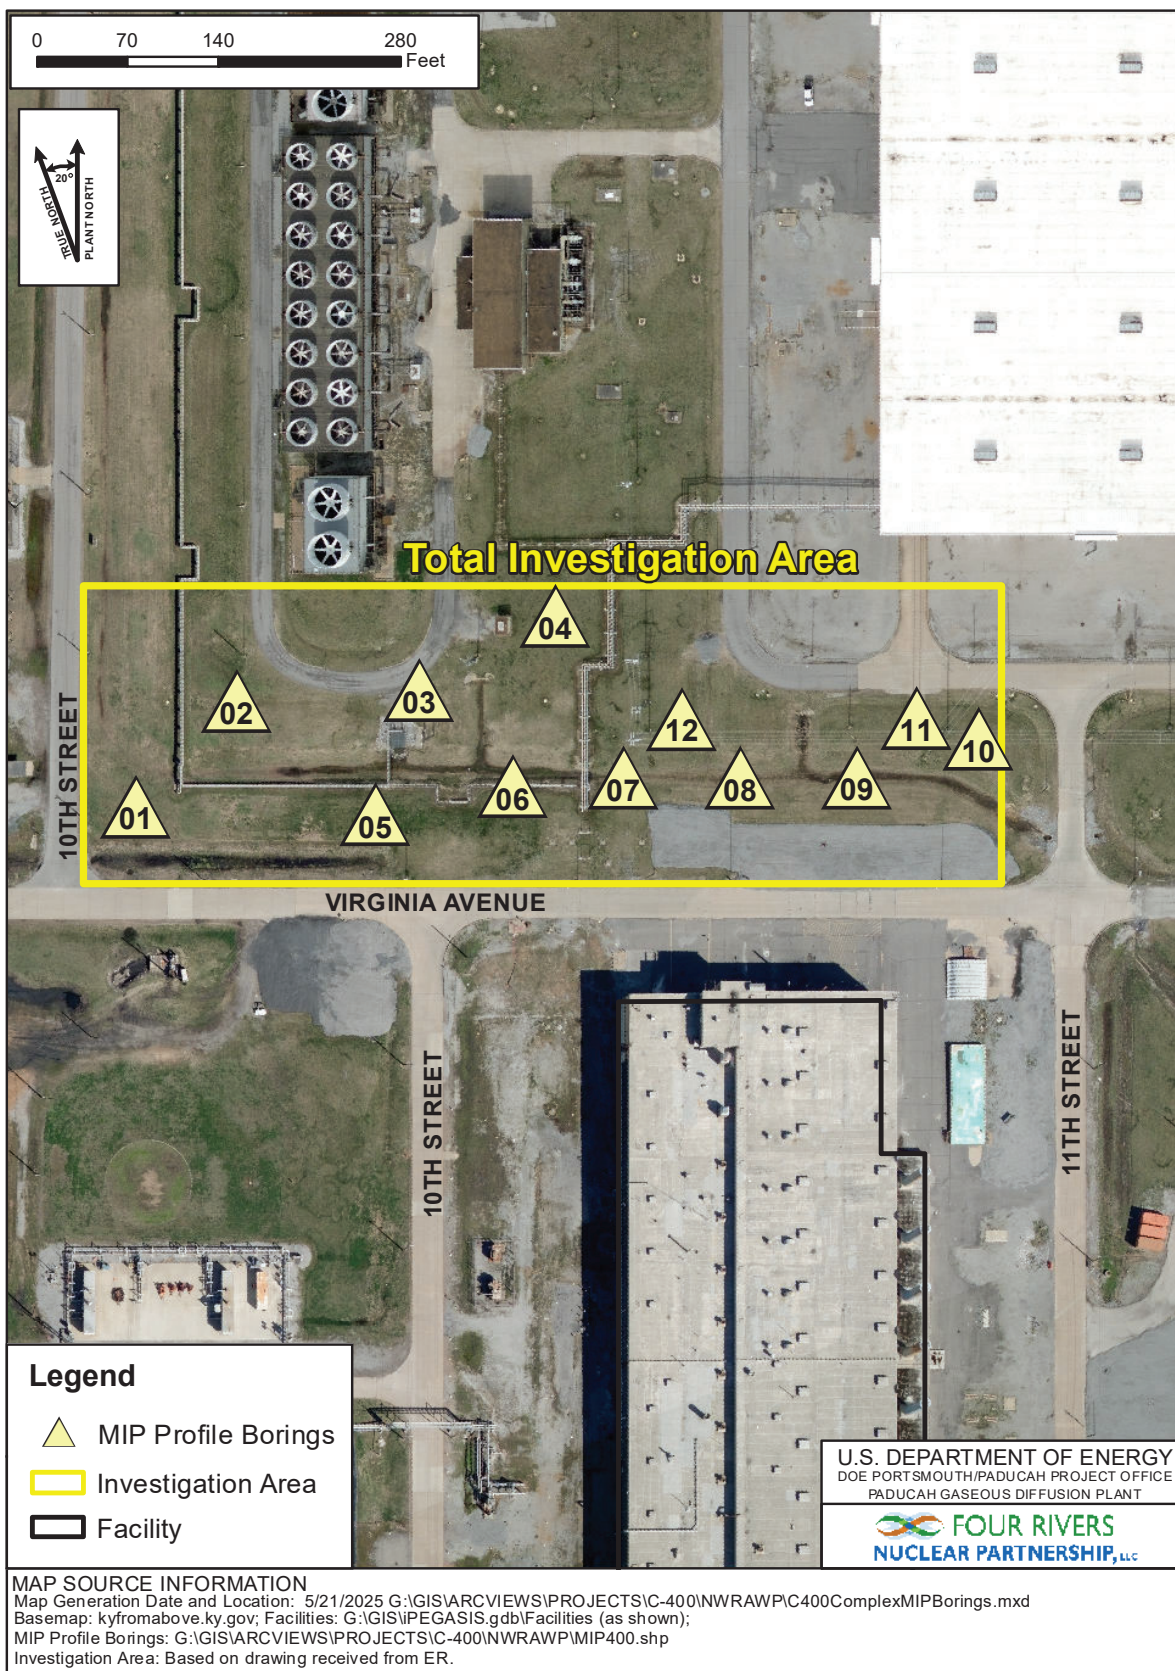 0 70 140 280
Feet
20°
TRUE NORTH
PLANT NORTH
Total Investigation Area
04
03
02
12
11
10
01
05
06
07
08
09
10TH STREET
VIRGINIA AVENUE
10TH STREET
11TH STREET
Legend
MIP Profile Borings
Investigation Area
Facility
U.S. DEPARTMENT OF ENERGY
DOE PORTSMOUTH/PADUCAH PROJECT OFFICE
PADUCAH GASEOUS DIFFUSION PLANT
FOUR RIVERS
NUCLEAR PARTNERSHIP, LLC
MAP SOURCE INFORMATION
Map Generation Date and Location: 5/21/2025 G:\GIS\ARCVIEWS\PROJECTS\C-400\NWRAWP\C400ComplexMIPBorings.mxd
Basemap: kyfromabove.ky.gov; Facilities: G:\GIS\iPEGASIS.gdb\Facilities (as shown);
MIP Profile Borings: G:\GIS\ARCVIEWS\PROJECTS\C-400\NWRAWP\MIP400.shp
Investigation Area: Based on drawing received from ER.